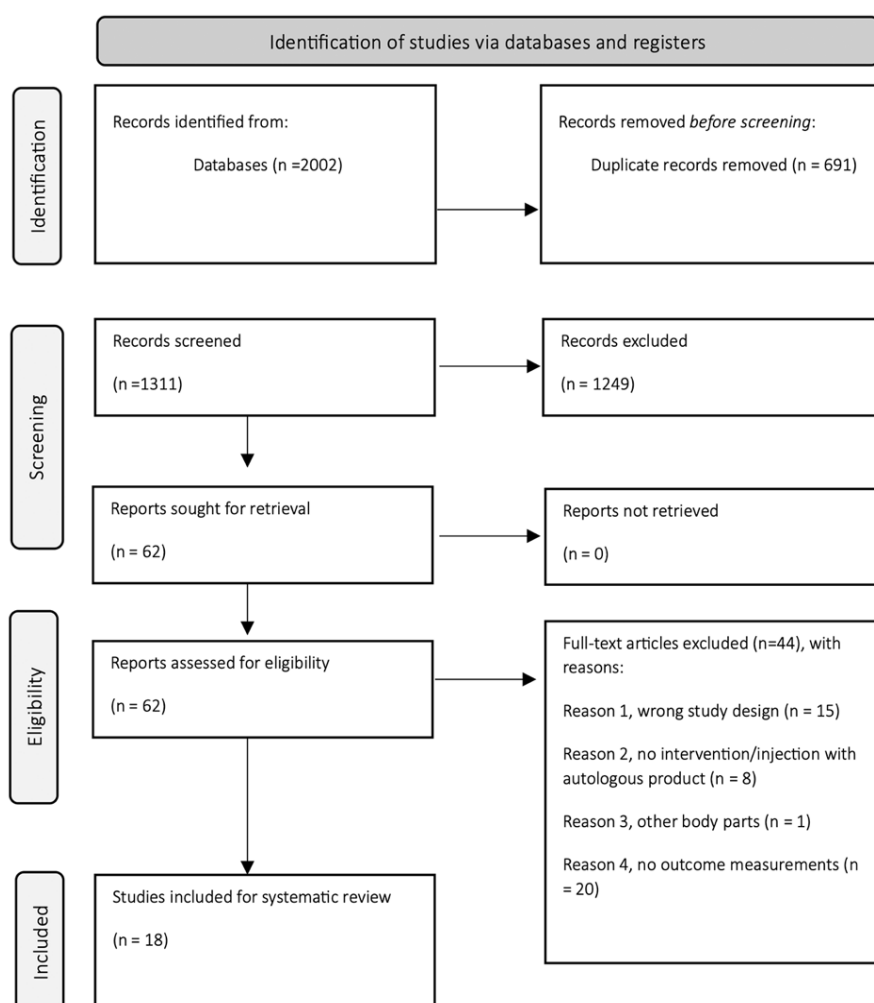 Identification of studies via databases and registers
Identification
Records identified from:
Databases (n =2002)
Records removed before screening:
Duplicate records removed (n = 691)
Screening
Records screened
(n =1311)
Records excluded
(n = 1249)
Reports sought for retrieval
(n = 62)
Reports not retrieved
(n = 0)
Eligibility
Reports assessed for eligibility
(n = 62)
Full-text articles excluded (n=44), with
reasons:
Reason 1, wrong study design (n = 15)
Reason 2, no intervention/injection with
autologous product (n = 8)
Reason 3, other body parts (n = 1)
Reason 4, no outcome measurements (n
= 20)
Included
Studies included for systematic review
(n = 18)